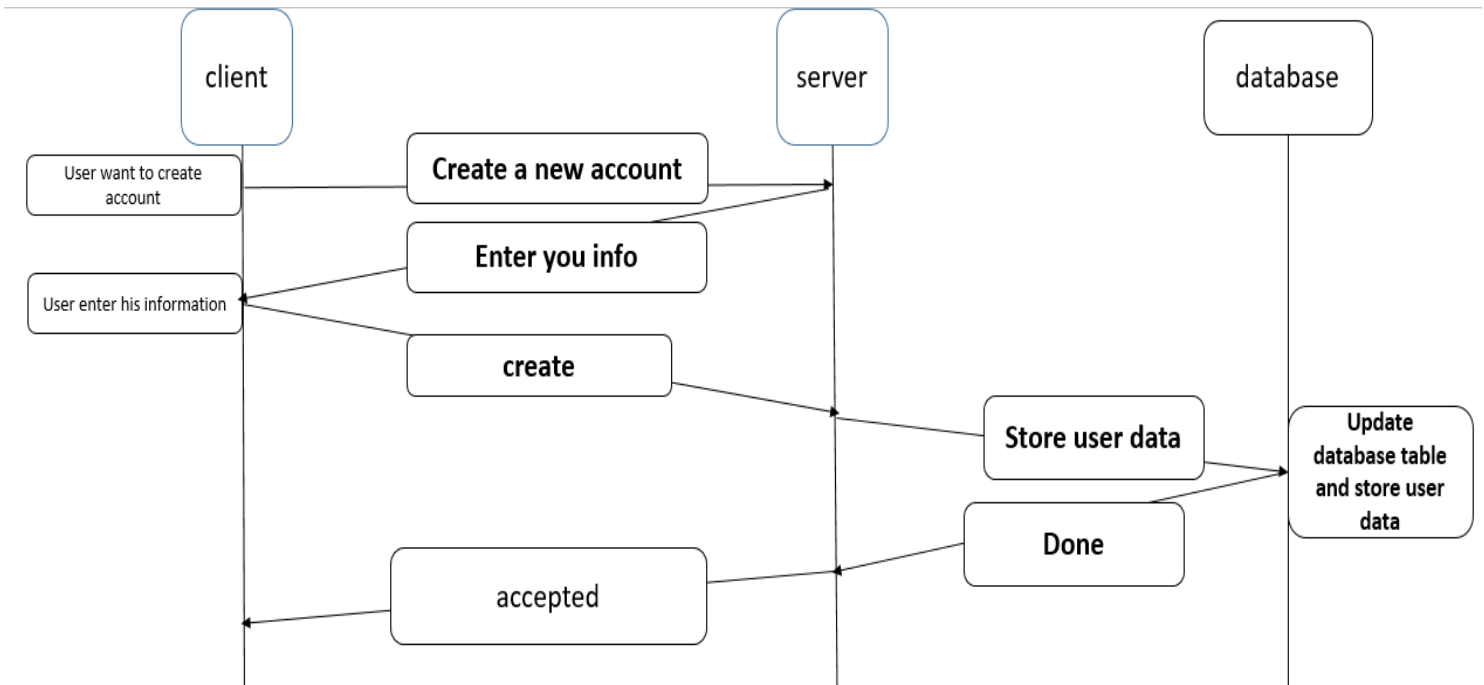 client
server
database
User want to create
account
Create a new account
Enter you info
User enter his information
create
Store user data
Update
database table
and store user
data
Done
accepted